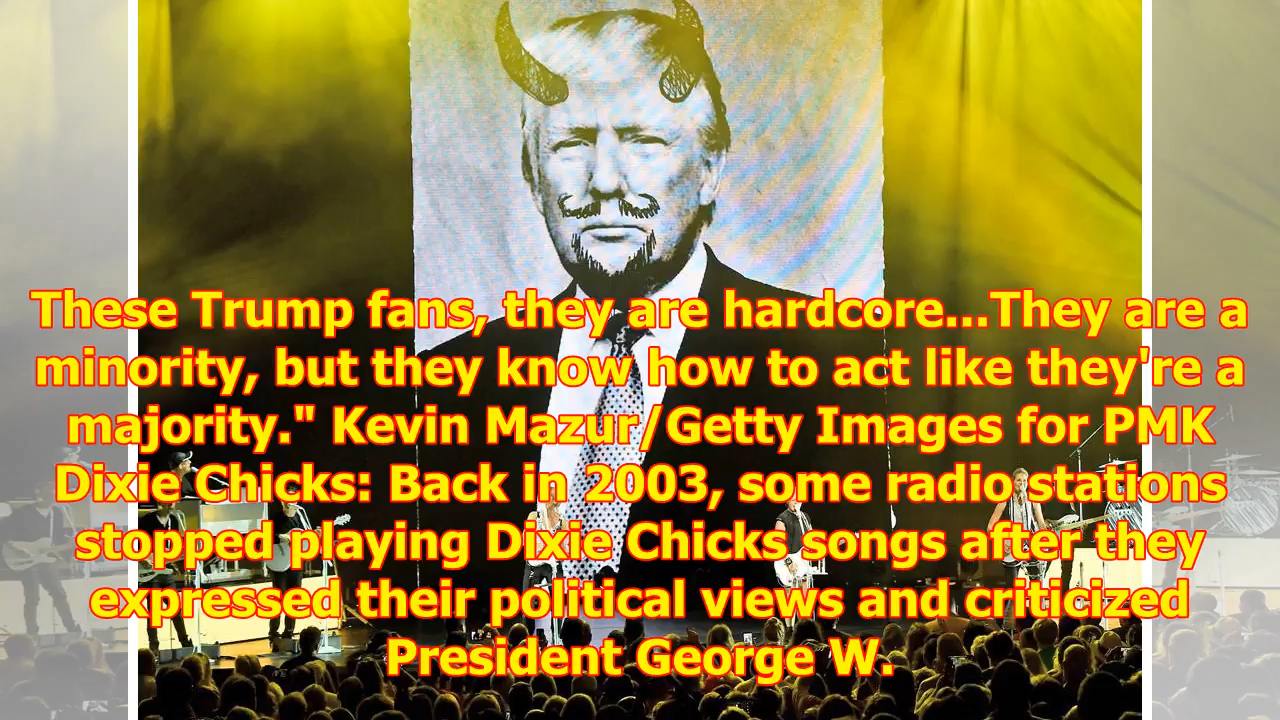 These Trump fans, they are hardcore...They are a
minority, but they know how to act like they're a
majority." Kevin Mazur/Getty Images for PMK
Dixie Chicks: Back in 2003, some radio stations
stopped playing Dixie Chicks songs after they
expressed their political views and criticized
President George W.